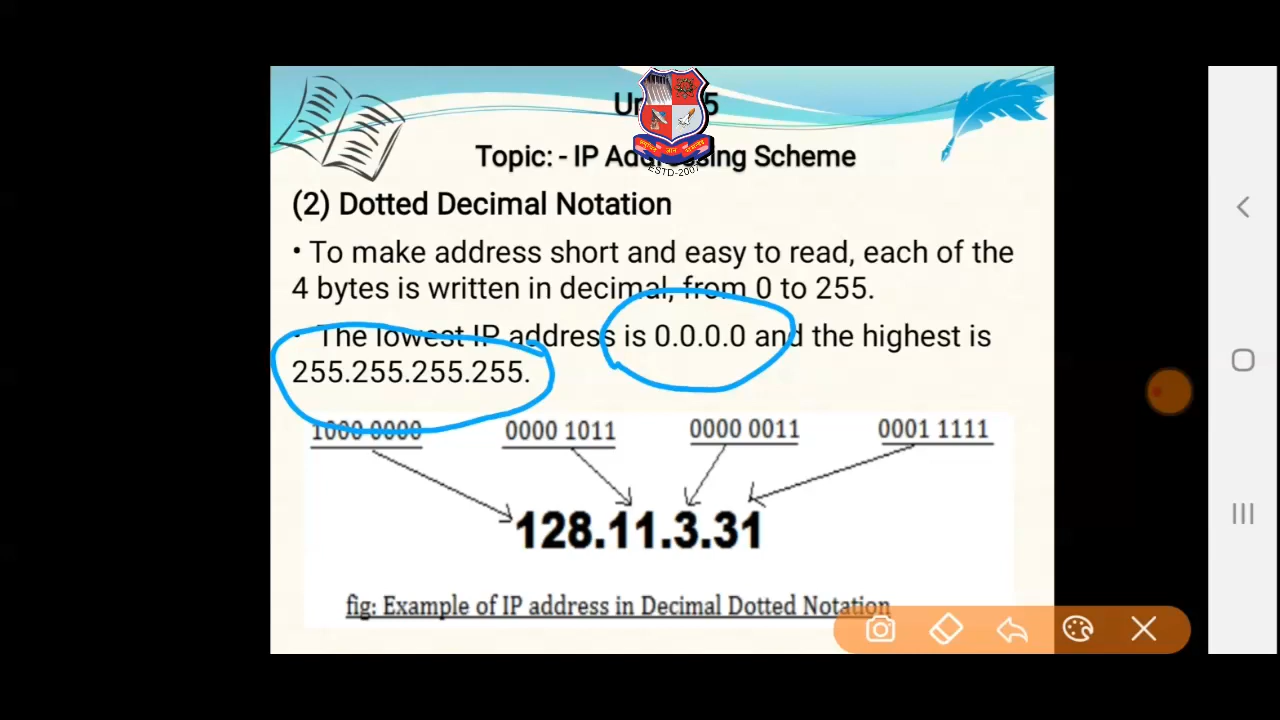 5
Topic: - IP Addressing Scheme
(2) Dotted Decimal Notation
• To make address short and easy to read, each of the
4 bytes is written in decimal, from 0 to 255.
• The lowest IP address is 0.0.0.0 and the highest is
255.255.255.255.
1000 0000 0000 1011 0000 0011 0001 1111
128.11.3.31
fig: Example of IP address in Decimal Dotted Notation
ESTD-2007